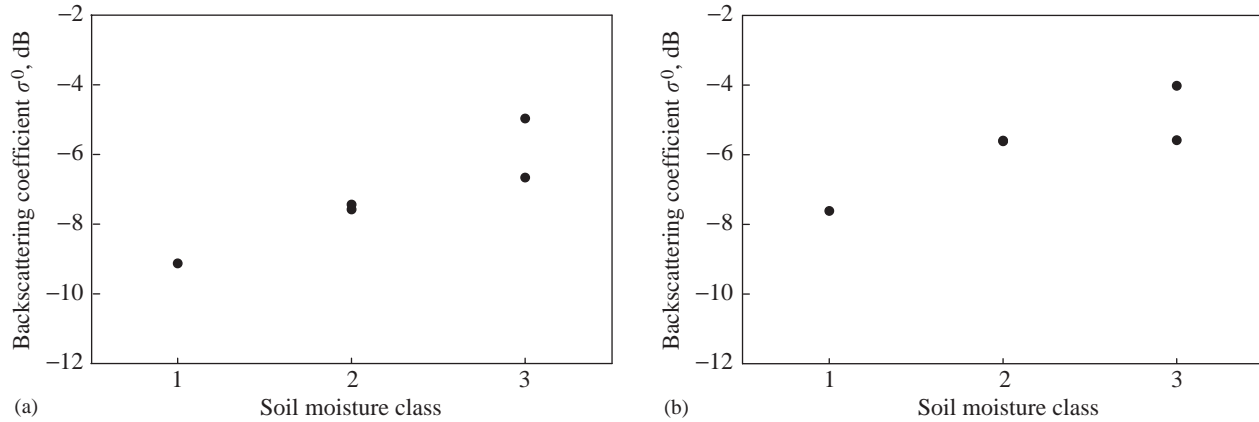 Backscattering coefficient σ⁰, dB
−2
−4
−6
−8
−10
−12
1 2 3
Soil moisture class
(a)
Backscattering coefficient σ⁰, dB
−2
−4
−6
−8
−10
−12
1 2 3
Soil moisture class
(b)